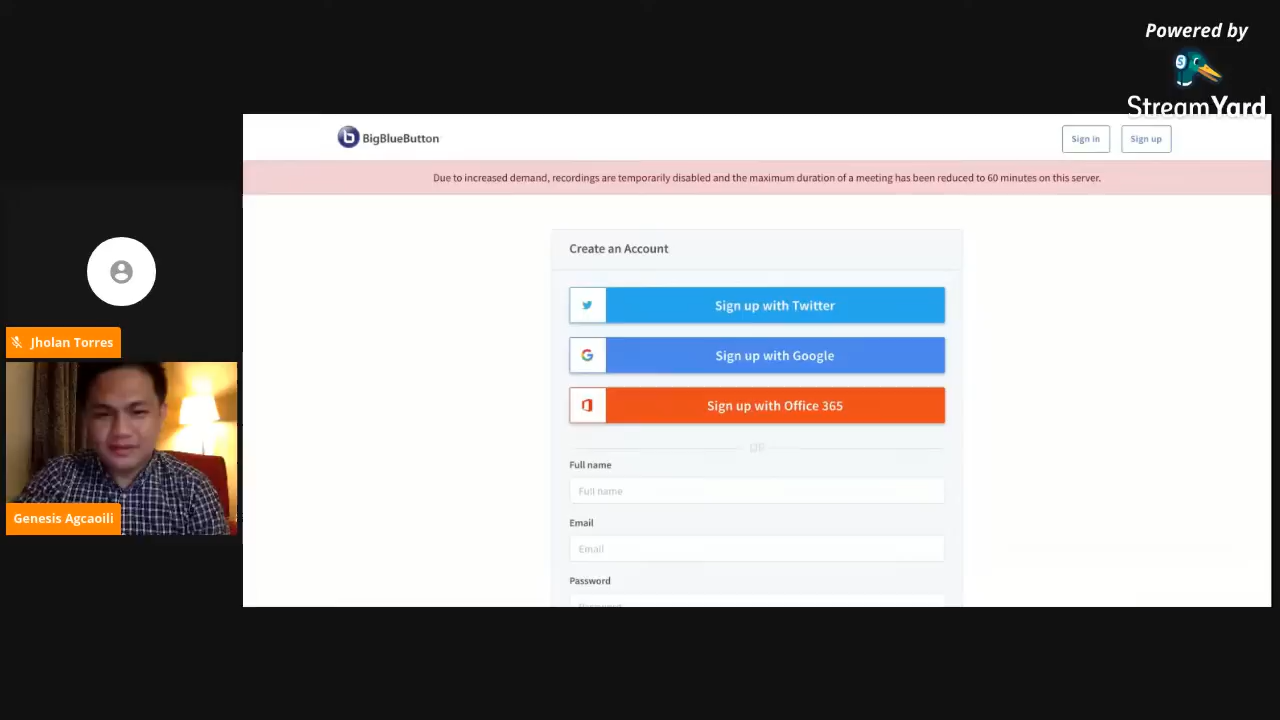 Powered by
StreamYard
BigBlueButton
Sign in
Sign up
Due to increased demand, recordings are temporarily disabled and the maximum duration of a meeting has been reduced to 60 minutes on this server.
Create an Account
Sign up with Twitter
Sign up with Google
Sign up with Office 365
OR
Full name
Full name
Email
Email
Password
Password
Jholan Torres
Genesis Agcaoili